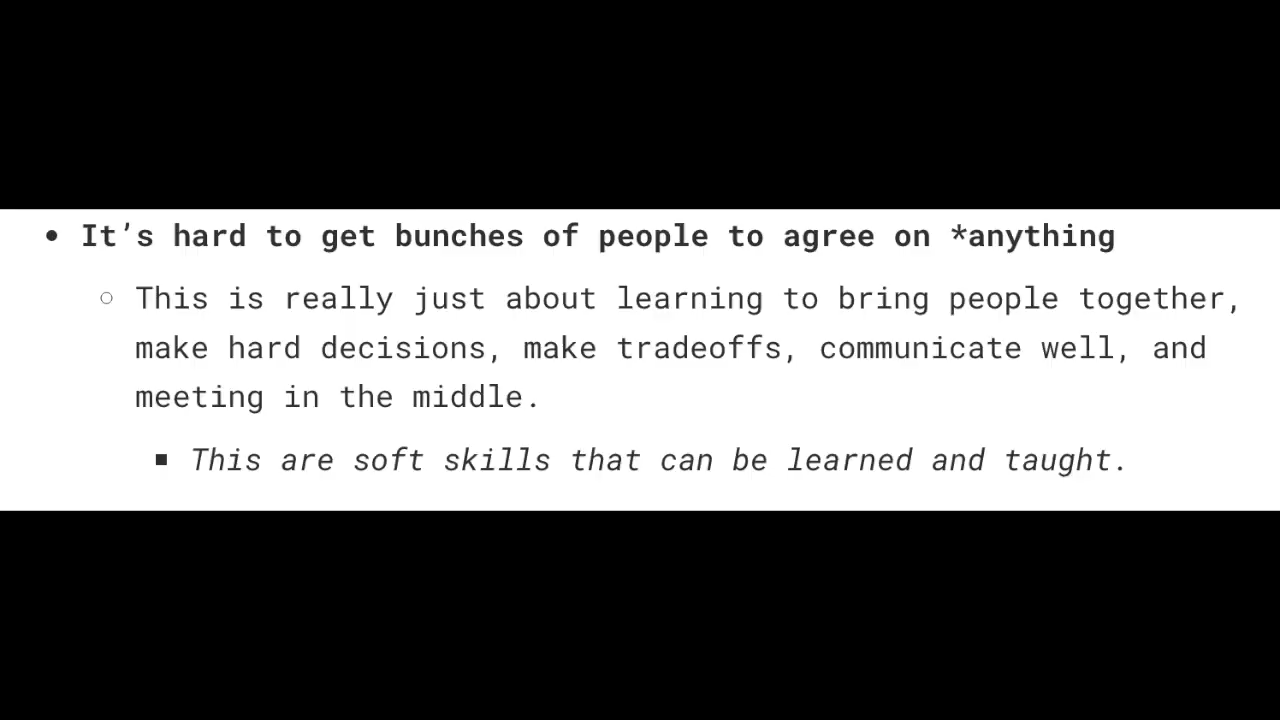 • It’s hard to get bunches of people to agree on *anything
○ This is really just about learning to bring people together,
make hard decisions, make tradeoffs, communicate well, and
meeting in the middle.
▪ This are soft skills that can be learned and taught.